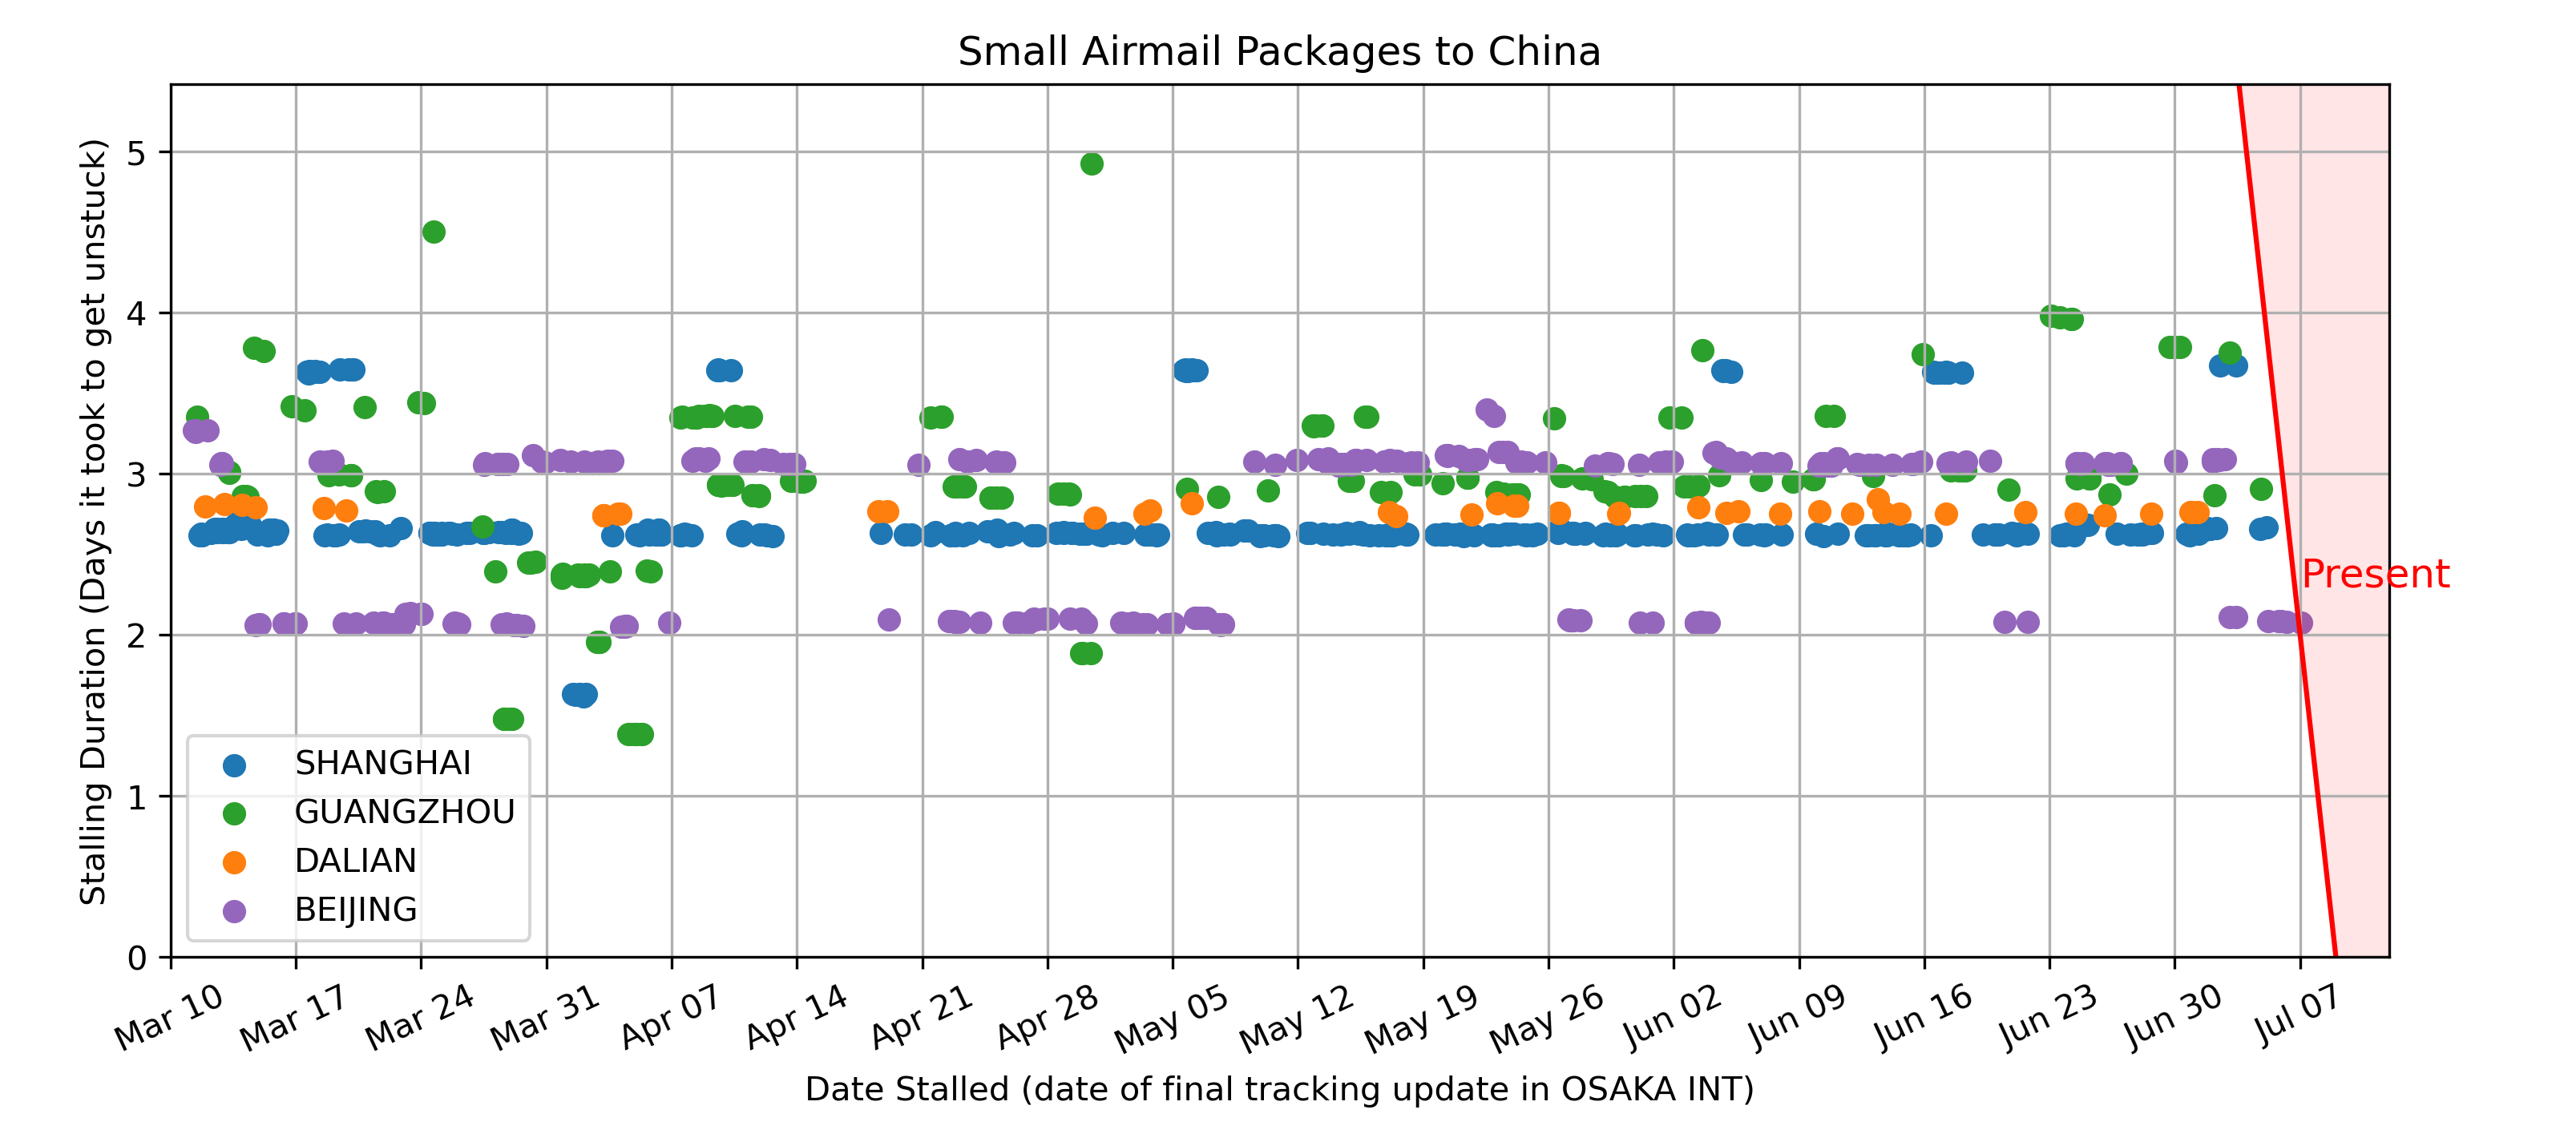 Small Airmail Packages to China
Stalling Duration (Days it took to get unstuck)
5
4
3
2
1
0
Present
SHANGHAI
GUANGZHOU
DALIAN
BEIJING
Mar 10
Mar 17
Mar 24
Mar 31
Apr 07
Apr 14
Apr 21
Apr 28
May 05
May 12
May 19
May 26
Jun 02
Jun 09
Jun 16
Jun 23
Jun 30
Jul 07
Date Stalled (date of final tracking update in OSAKA INT)